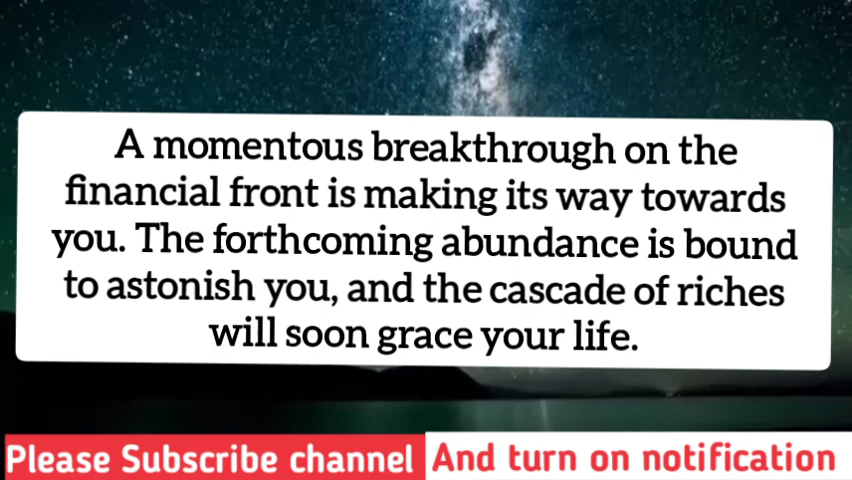 A momentous breakthrough on the
financial front is making its way towards
you. The forthcoming abundance is bound
to astonish you, and the cascade of riches
will soon grace your life.
Please Subscribe channel And turn on notification